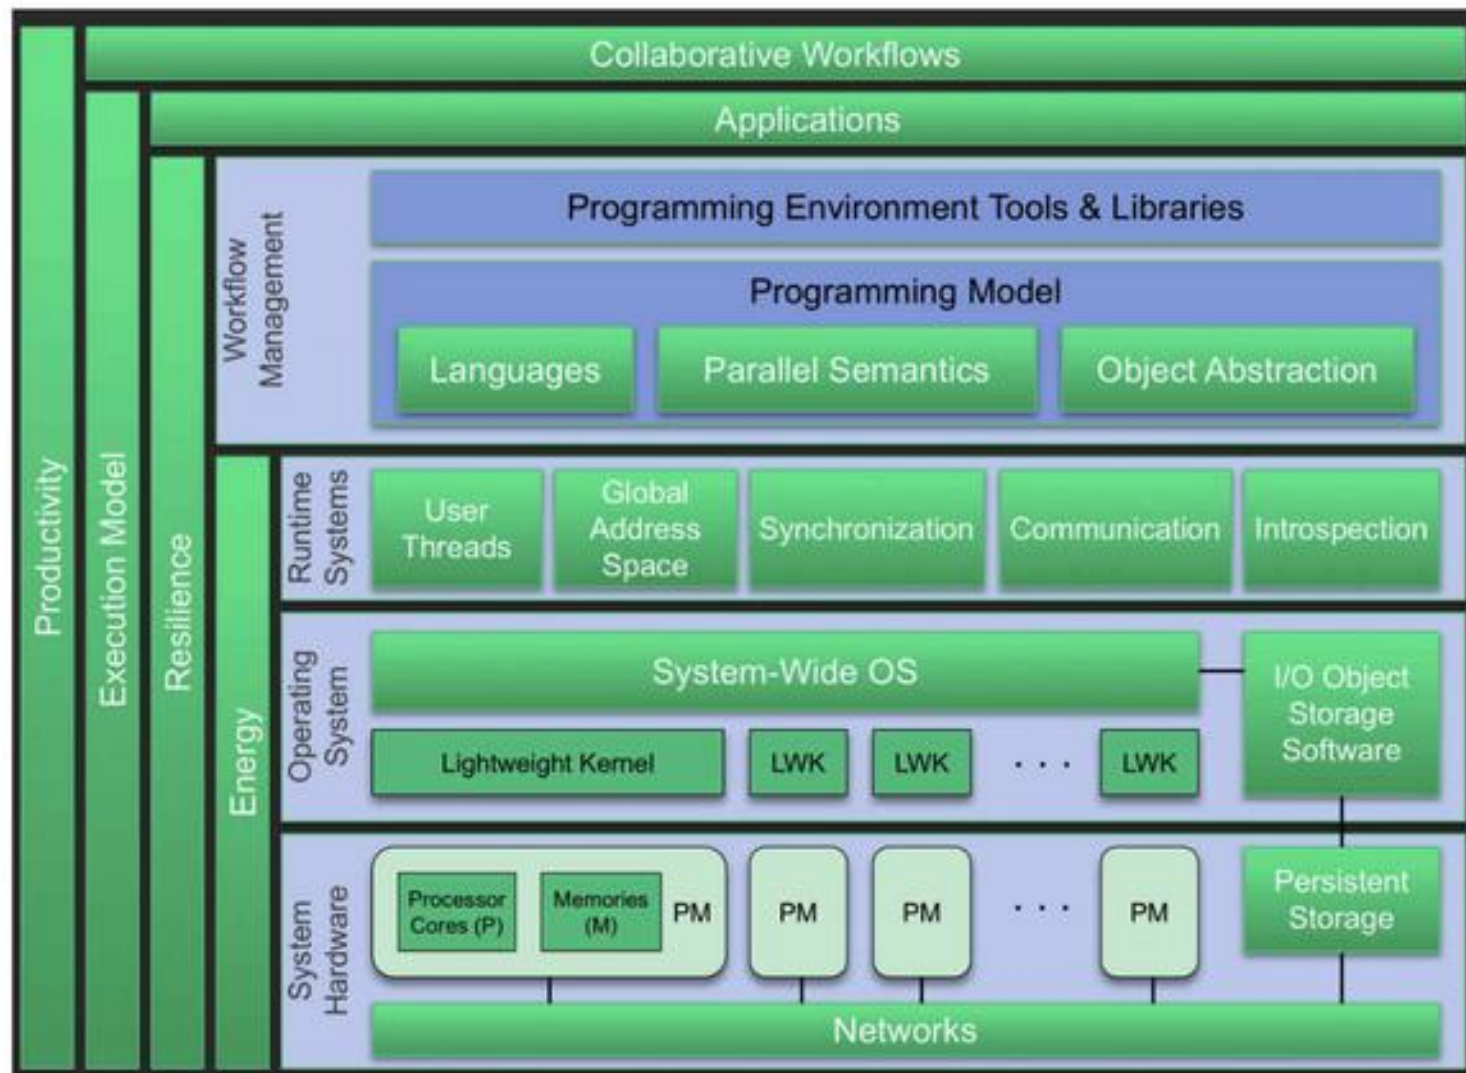 Collaborative Workflows
Applications
Productivity
Execution Model
Resilience
Energy
Workflow
Management
Programming Environment Tools & Libraries
Programming Model
Languages
Parallel Semantics
Object Abstraction
Runtime
Systems
User
Threads
Global
Address
Space
Synchronization
Communication
Introspection
Operating
System
System-Wide OS
I/O Object
Storage
Software
Lightweight Kernel
LWK
LWK
. . .
LWK
System
Hardware
Processor
Cores (P)
Memories
(M)
PM
PM
PM
. . .
PM
Persistent
Storage
Networks